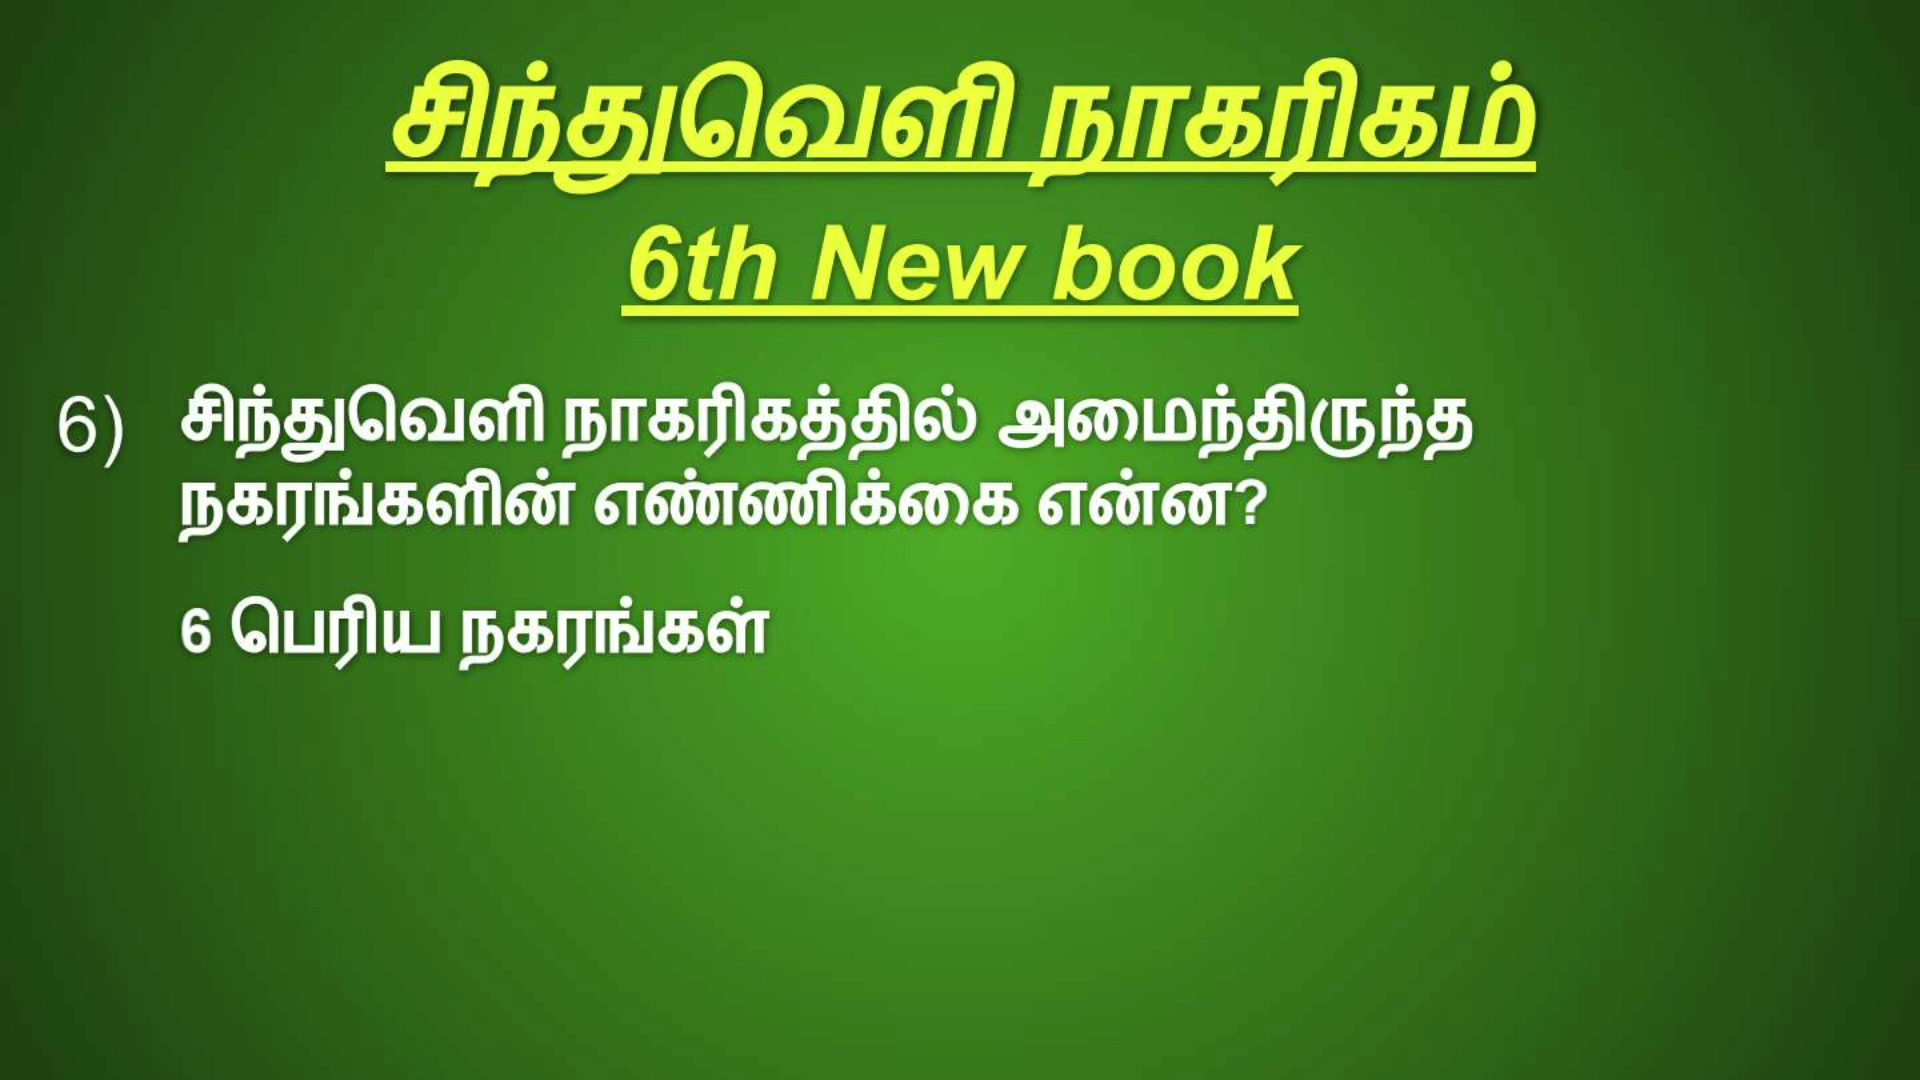 சிந்துவெளி நாகரிகம்
6th New book
6) சிந்துவெளி நாகரிகத்தில் அமைந்திருந்த
நகரங்களின் எண்ணிக்கை என்ன?
6 பெரிய நகரங்கள்